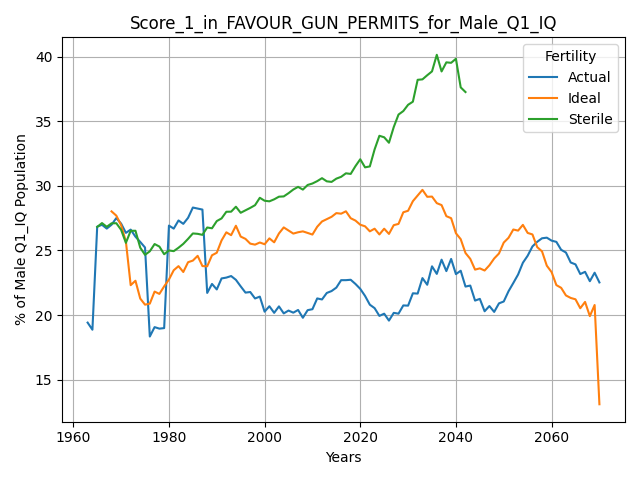 Score_1_in_FAVOUR_GUN_PERMITS_for_Male_Q1_IQ
% of Male Q1_IQ Population
40
35
30
25
20
15
Fertility
Actual
Ideal
Sterile
1960 1980 2000 2020 2040 2060
Years